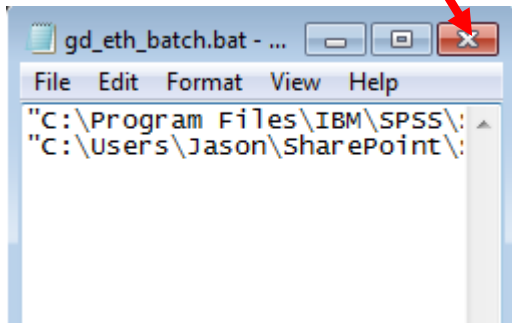 gd_eth_batch.bat - ...
File Edit Format View Help
"C:\Program Files\IBM\SPSS\
"C:\Users\Jason\SharePoint\